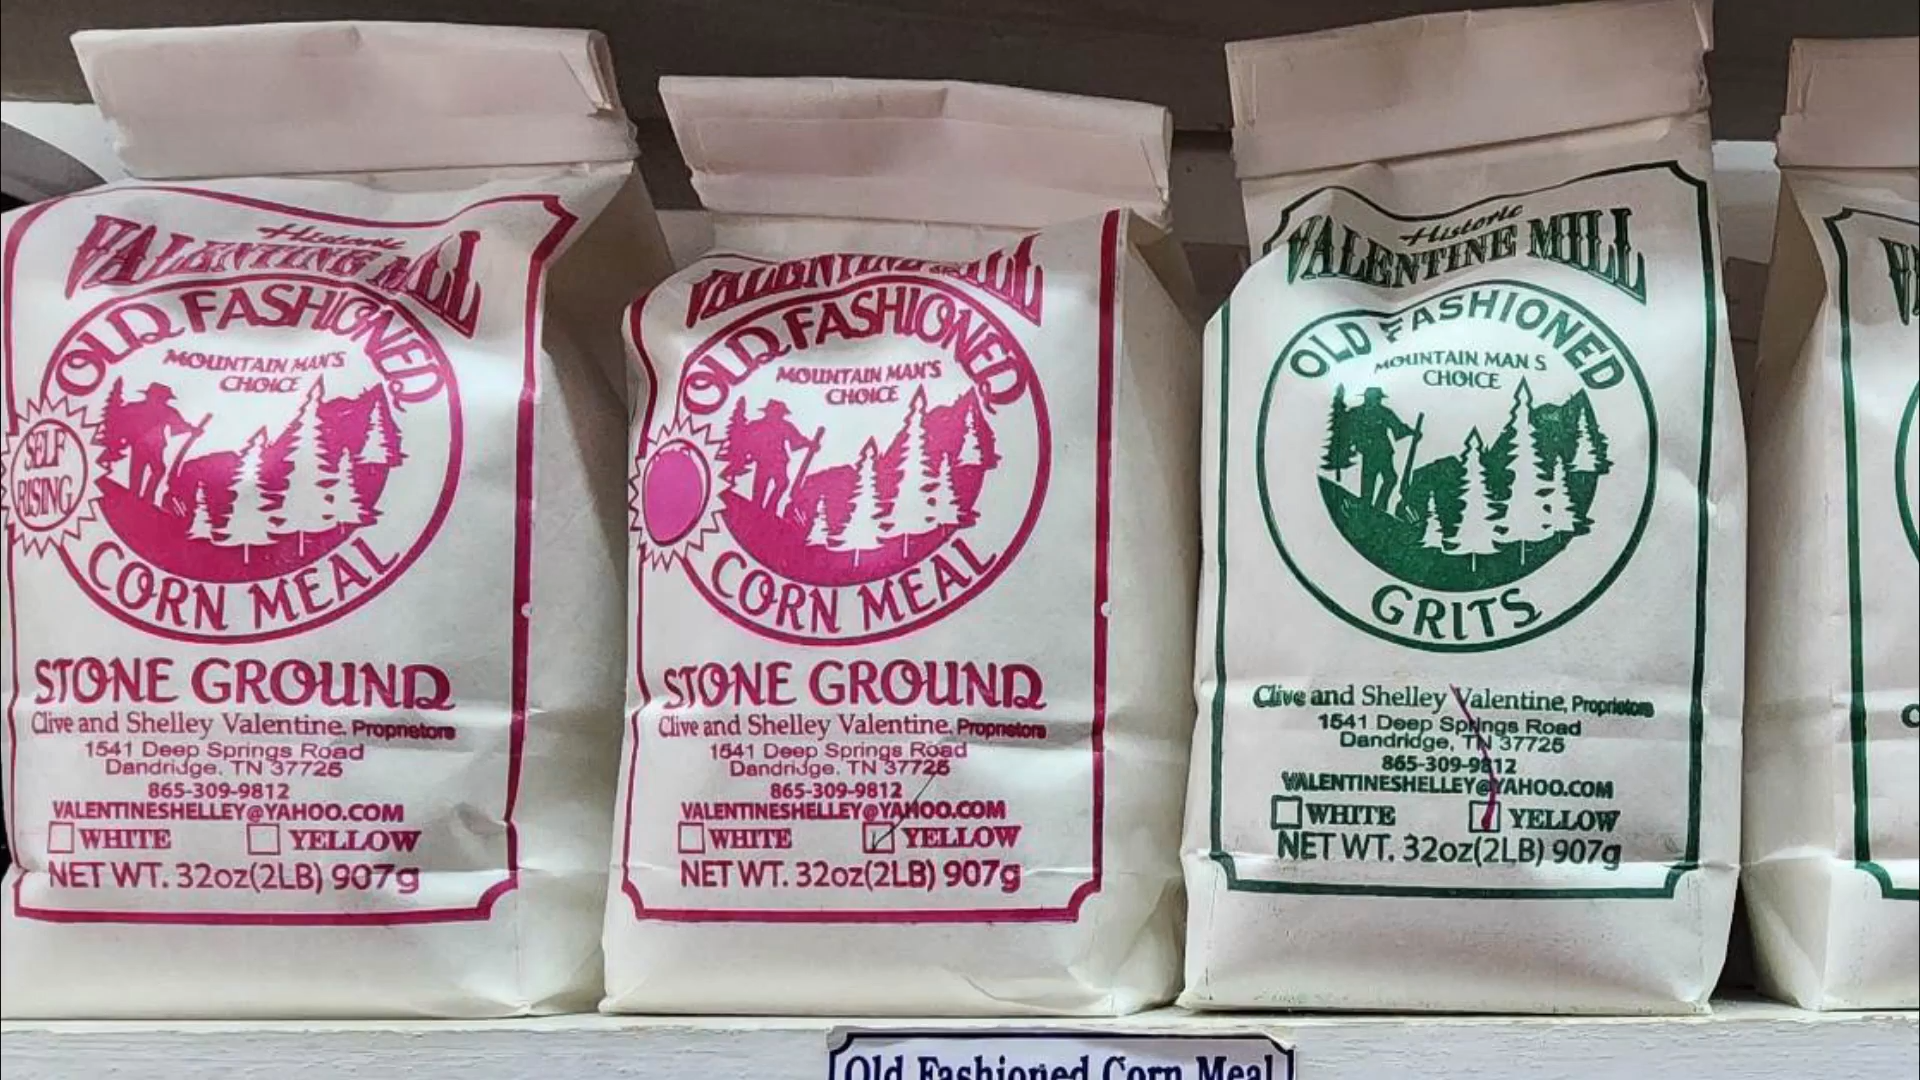 Historic
VALENTINE MILL
OLD FASHIONED
MOUNTAIN MAN'S
CHOICE
SELF
RISING
CORN MEAL
STONE GROUND
Clive and Shelley Valentine, Proprietors
1541 Deep Springs Road
Dandridge, TN 37725
865-309-9812
VALENTINESHELLEY@YAHOO.COM
WHITE YELLOW
NET WT. 32oz(2LB) 907g
VALENTINE MILL
OLD FASHIONED
MOUNTAIN MAN'S
CHOICE
CORN MEAL
STONE GROUND
Clive and Shelley Valentine, Proprietors
1541 Deep Springs Road
Dandridge, TN 37725
865-309-9812
VALENTINESHELLEY@YAHOO.COM
WHITE YELLOW
NET WT. 32oz(2LB) 907g
Historic
VALENTINE MILL
OLD FASHIONED
MOUNTAIN MAN'S
CHOICE
GRITS
Clive and Shelley Valentine, Proprietors
1541 Deep Springs Road
Dandridge, TN 37725
865-309-9812
VALENTINESHELLEY@YAHOO.COM
WHITE YELLOW
NET WT. 32oz(2LB) 907g
Old Fashioned Corn Meal